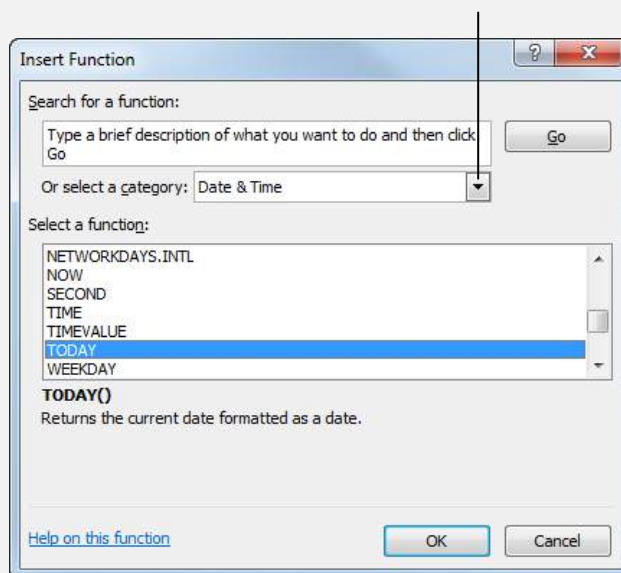 Insert Function
Search for a function:
Type a brief description of what you want to do and then click
Go
Go
Or select a category: Date & Time
Select a function:
NETWORKDAYS.INTL
NOW
SECOND
TIME
TIMEVALUE
TODAY
WEEKDAY
TODAY()
Returns the current date formatted as a date.
Help on this function
OK
Cancel